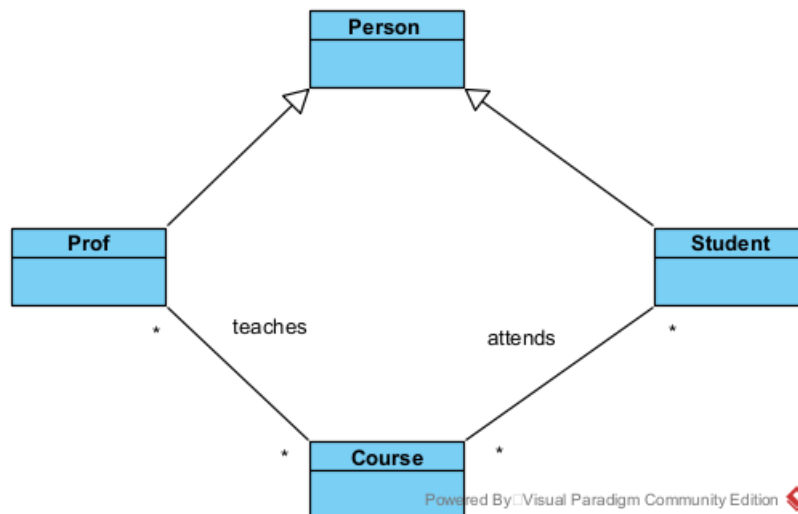 Person
Prof
Student
teaches
attends
*
*
*
*
Course
Powered By Visual Paradigm Community Edition